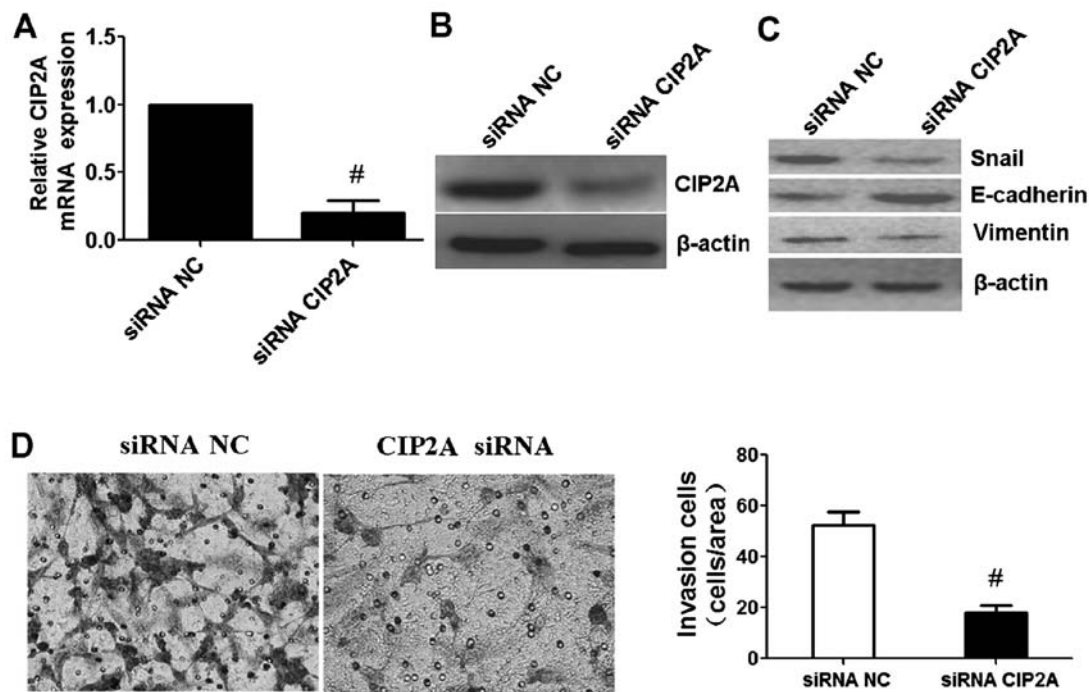 A
Relative CIP2A
mRNA expression
1.5
1.0
0.5
0.0
#
siRNA NC
siRNA CIP2A
B
siRNA NC
siRNA CIP2A
CIP2A
β-actin
C
siRNA NC
siRNA CIP2A
Snail
E-cadherin
Vimentin
β-actin
D
siRNA NC
CIP2A siRNA
Invasion cells
(cells/area)
80
60
40
20
0
#
siRNA NC
siRNA CIP2A